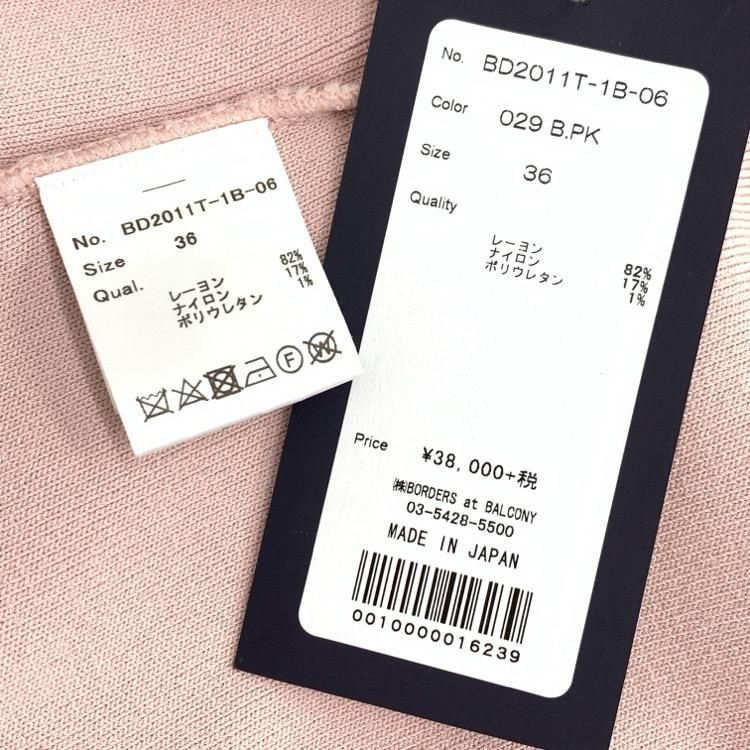 No. BD2011T-1B-06
Size 36
Qual.
レーヨン 82%
ナイロン 17%
ポリウレタン 1%
F
W
No. BD2011T-1B-06
Color 029 B.PK
Size 36
Quality
レーヨン 82%
ナイロン 17%
ポリウレタン 1%
Price ¥38,000+税
㈱BORDERS at BALCONY
03-5428-5500
MADE IN JAPAN
0010000016239